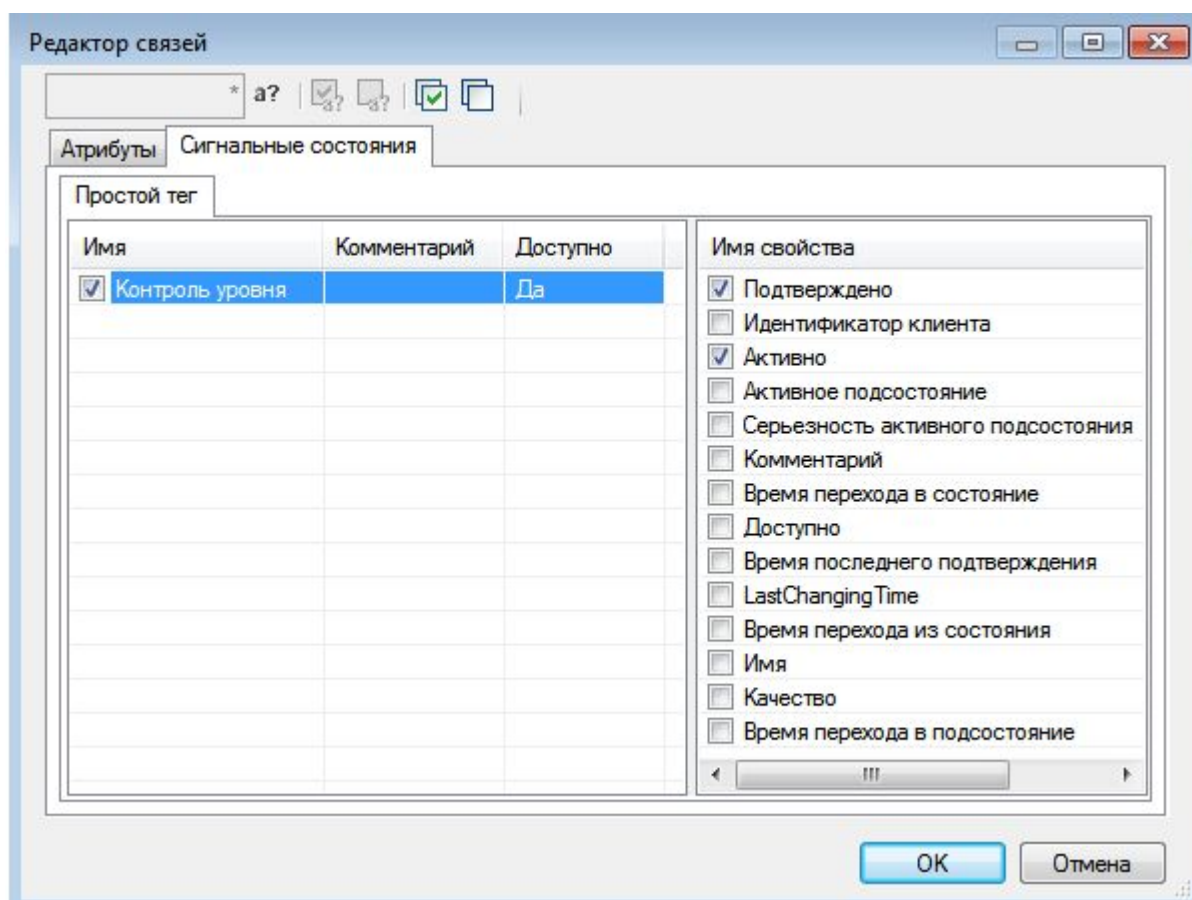 Редактор связей
* a?
a? a?
Атрибуты Сигнальные состояния
Простой тег
Имя Комментарий Доступно Имя свойства
Контроль уровня Да
Подтверждено
Идентификатор клиента
Активно
Активное подсостояние
Серьезность активного подсостояния
Комментарий
Время перехода в состояние
Доступно
Время последнего подтверждения
LastChangingTime
Время перехода из состояния
Имя
Качество
Время перехода в подсостояние
OK Отмена